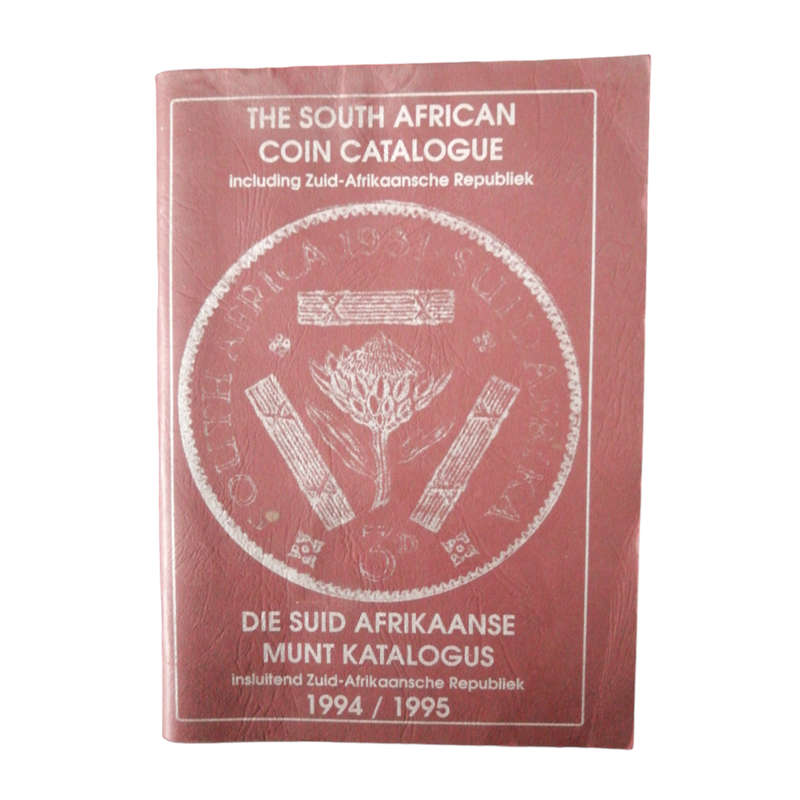 THE SOUTH AFRICAN
COIN CATALOGUE
including Zuid-Afrikaansche Republiek
SOUTH AFRICA 1931 SUID AFRIKA
3D
DIE SUID AFRIKAANSE
MUNT KATALOGUS
insluitend Zuid-Afrikaansche Republiek
1994 / 1995